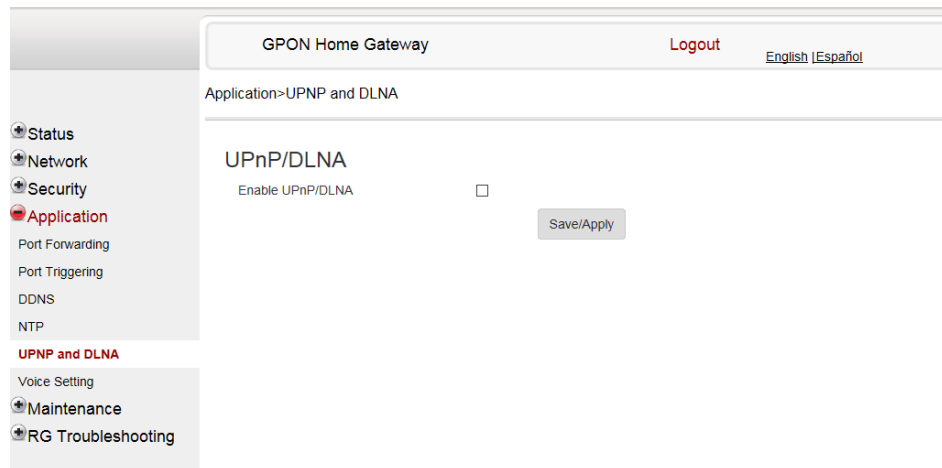 GPON Home Gateway
Logout
English |Español
Application>UPNP and DLNA
Status
Network
Security
Application
Port Forwarding
Port Triggering
DDNS
NTP
UPNP and DLNA
Voice Setting
Maintenance
RG Troubleshooting
UPnP/DLNA
Enable UPnP/DLNA
Save/Apply